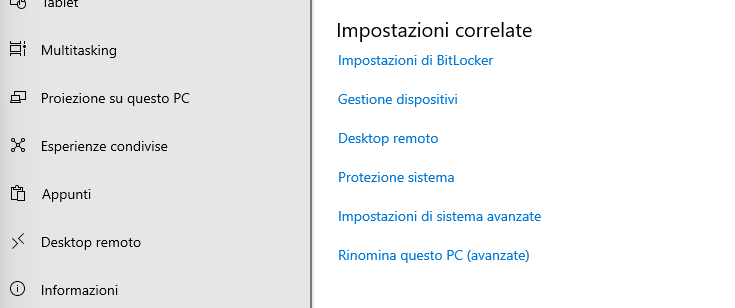 Tablet
Multitasking
Proiezione su questo PC
Esperienze condivise
Appunti
Desktop remoto
Informazioni
Impostazioni correlate
Impostazioni di BitLocker
Gestione dispositivi
Desktop remoto
Protezione sistema
Impostazioni di sistema avanzate
Rinomina questo PC (avanzate)